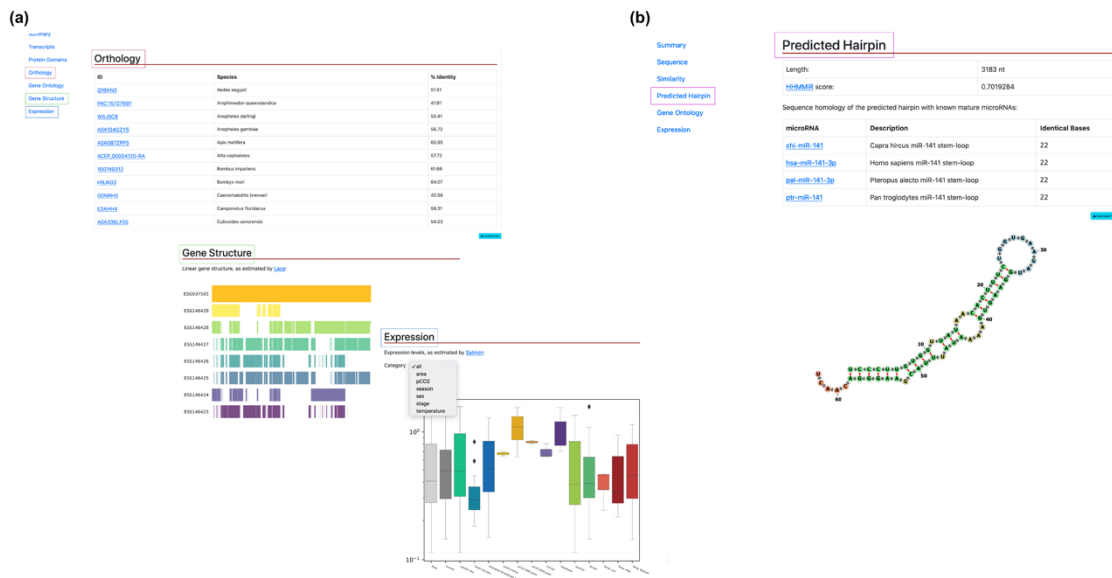 (a)
Summary
Transcripts
Protein Domains
Orthology
Gene Ontology
Gene Structure
Expression
Orthology
ID Species % Identity
Q16KN3 Aedes aegypti 51.51
PAC:15727697 Amphimedon queenslandica 47.81
W5JSC8 Anopheles darlingi 55.41
A0A1S4GZY5 Anopheles gambiae 56.72
A0A087ZPP5 Apis mellifera 60.95
ACEP_00004120-RA Atta cephalotes 57.72
100749312 Bombus impatiens 61.66
H9JKG3 Bombyx mori 64.07
G0NRH0 Caenorhabditis brenneri 45.56
E2AHH4 Camponotus floridanus 58.31
A0A336LF05 Culicoides sonorensis 54.03
Gene Structure
Linear gene structure, as estimated by Lace:
ESG037505
ESS146429
ESS146428
ESS146427
ESS146426
ESS146425
ESS146424
ESS146423
Expression
Expression levels, as estimated by Salmon:
Category
✓ all
area
pCO2
season
sex
stage
temperature
10⁰
10⁻¹
(b)
Summary
Sequence
Similarity
Predicted Hairpin
Gene Ontology
Expression
Predicted Hairpin
Length: 3183 nt
HHMMiR score: 0.7019284
Sequence homology of the predicted hairpin with known mature microRNAs:
microRNA Description Identical Bases
chi-miR-141 Capra hircus miR-141 stem-loop 22
hsa-miR-141-3p Homo sapiens miR-141 stem-loop 22
pal-miR-141-3p Pteropus alecto miR-141 stem-loop 22
ptr-miR-141 Pan troglodytes miR-141 stem-loop 22
30
20
40
50
60